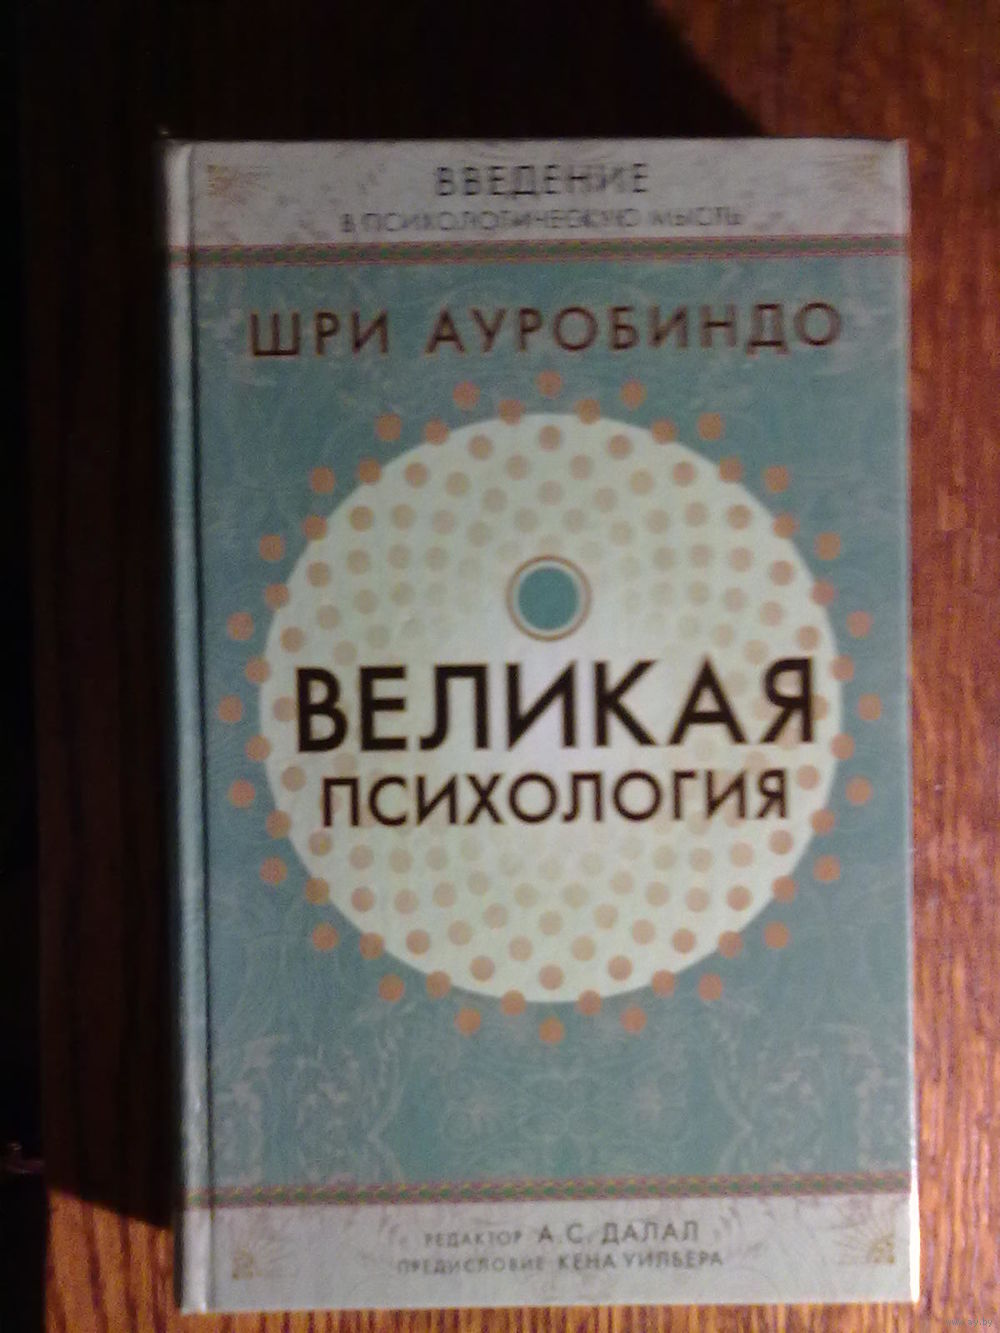 ВВЕДЕНИЕ
В ПСИХОЛОГИЧЕСКУЮ МЫСЛЬ
ШРИ АУРОБИНДО
ВЕЛИКАЯ
ПСИХОЛОГИЯ
РЕДАКТОР А.С. ДАЛАЛ
ПРЕДИСЛОВИЕ КЕНА УИЛБЕРА